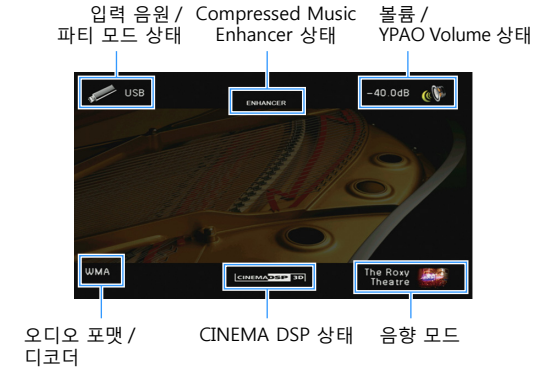 입력 음원 /
파티 모드 상태
Compressed Music
Enhancer 상태
볼륨 /
YPAO Volume 상태
USB
ENHANCER
-40.0dB
WMA
CINEMA DSP 3D
The Roxy
Theatre
오디오 포맷 /
디코더
CINEMA DSP 상태
음향 모드